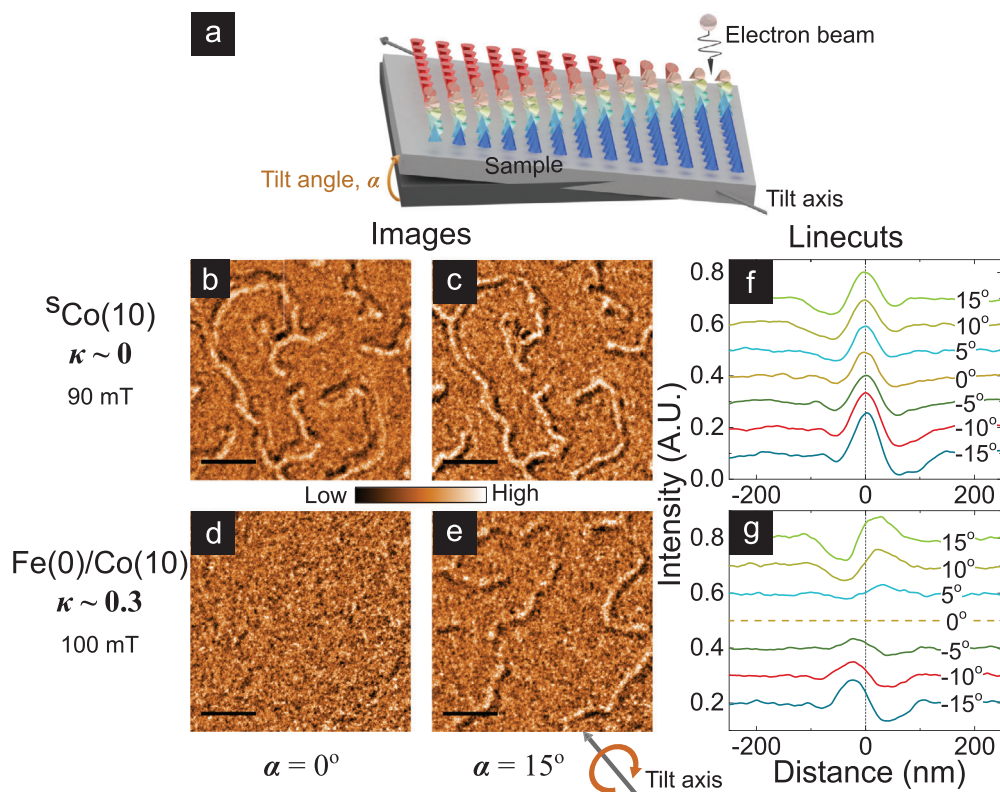 a
Electron beam
Sample
Tilt angle, α
Tilt axis
Images
Linecuts
ˢCo(10)
κ ~ 0
90 mT
b
c
Low
High
f
0.8
0.6
0.4
0.2
0.0
15°
10°
5°
0°
-5°
-10°
-15°
-200
0
200
Intensity (A.U.)
Fe(0)/Co(10)
κ ~ 0.3
100 mT
d
e
g
0.8
0.6
0.4
0.2
15°
10°
5°
0°
-5°
-10°
-15°
-200
0
200
Distance (nm)
α = 0°
α = 15°
Tilt axis